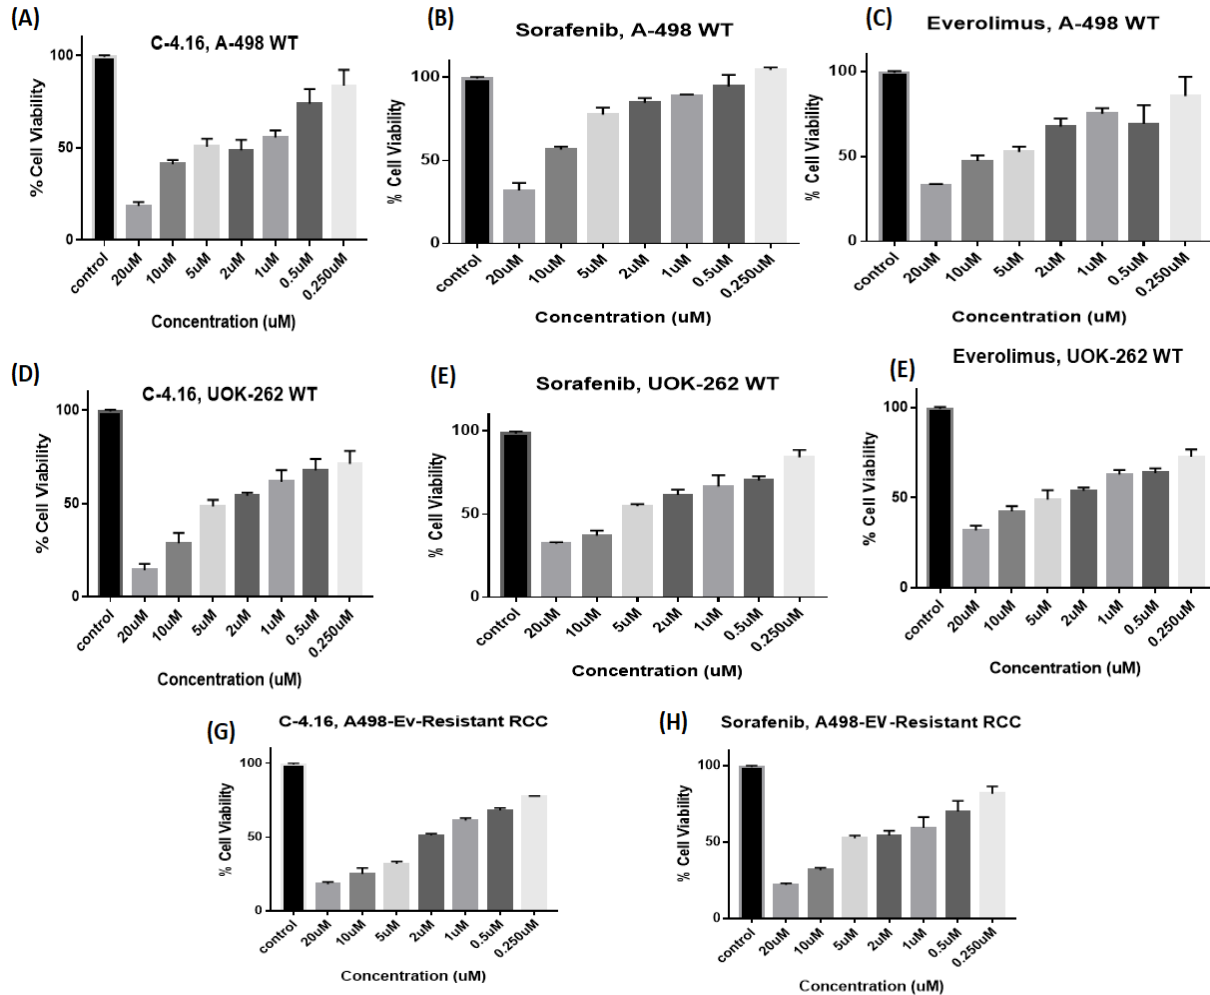 (A)
C-4.16, A-498 WT
% Cell Viability
100
50
0
control
20uM
10uM
5uM
2uM
1uM
0.5uM
0.250uM
Concentration (uM)
(B)
Sorafenib, A-498 WT
% Cell Viability
100
50
0
control
20uM
10uM
5uM
2uM
1uM
0.5uM
0.250uM
Concentration (uM)
(C)
Everolimus, A-498 WT
% Cell Viability
100
50
0
control
20uM
10uM
5uM
2uM
1uM
0.5uM
0.250uM
Concentration (uM)
(D)
C-4.16, UOK-262 WT
% Cell Viability
100
50
0
control
20uM
10uM
5uM
2uM
1uM
0.5uM
0.250uM
Concentration (uM)
(E)
Sorafenib, UOK-262 WT
% Cell Viability
100
50
0
control
20uM
10uM
5uM
2uM
1uM
0.5uM
0.250uM
Concentration (uM)
(E)
Everolimus, UOK-262 WT
% Cell Viability
100
50
0
control
20uM
10uM
5uM
2uM
1uM
0.5uM
0.250uM
Concentration (uM)
(G)
C-4.16, A498-Ev-Resistant RCC
% Cell Viability
100
50
0
control
20uM
10uM
5uM
2uM
1uM
0.5uM
0.250uM
Concentration (uM)
(H)
Sorafenib, A498-EV-Resistant RCC
% Cell Viability
100
50
0
control
20uM
10uM
5uM
2uM
1uM
0.5uM
0.250uM
Concentration (uM)